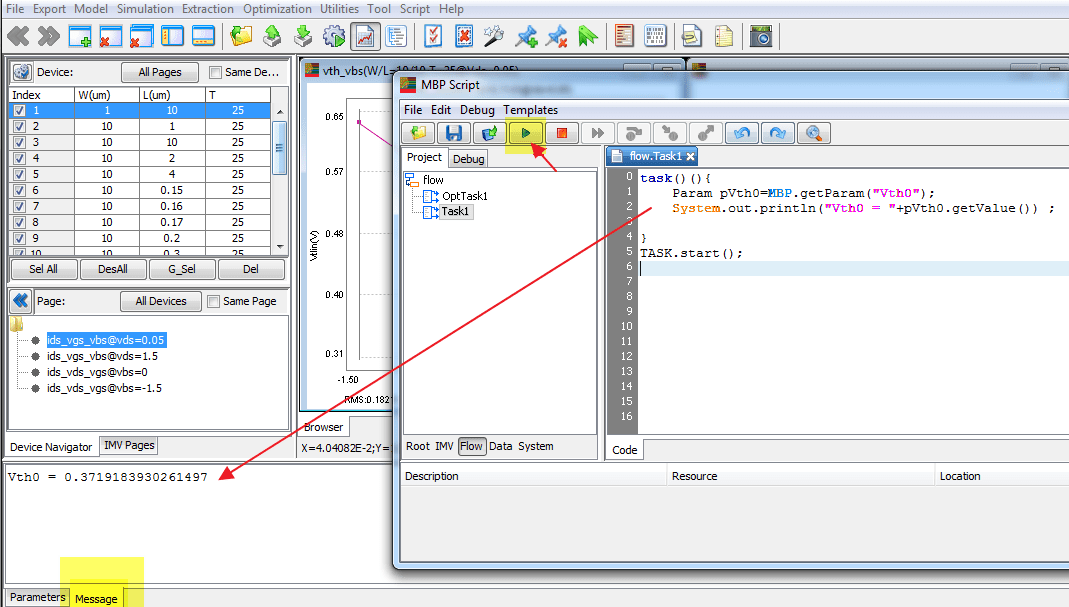 File Export Model Simulation Extraction Optimization Utilities Tool Script Help
Device: All Pages Same De...
Index W(um) L(um) T
1 1 10 25
2 10 1 25
3 10 10 25
4 10 2 25
5 10 4 25
6 10 0.15 25
7 10 0.16 25
8 10 0.17 25
9 10 0.2 25
10 10 0.3 25
Sel All DesAll G_Sel Del
Page: All Devices Same Page
ids_vgs_vbs@vds=0.05
ids_vgs_vbs@vds=1.5
ids_vds_vgs@vbs=0
ids_vds_vgs@vbs=-1.5
Device Navigator IMV Pages
vth_vbs(W/L=10/10,T=25@Vds=0.05)
0.65
0.57
0.48
0.40
0.31
Vtlin(V)
-1.50
RMS:0.182
Browser
X=4.04082E-2;Y=
MBP Script
File Edit Debug Templates
Project Debug
flow
OptTask1
Task1
Root IMV Flow Data System
flow.Task1
0 task(){
1 Param pVth0=MBP.getParam("Vth0");
2 System.out.println("Vth0 = "+pVth0.getValue()) ;
3
4 }
5 TASK.start();
6
7
8
9
10
11
12
13
14
15
16
Code
Description Resource Location
Vth0 = 0.3719183930261497
Parameters Message